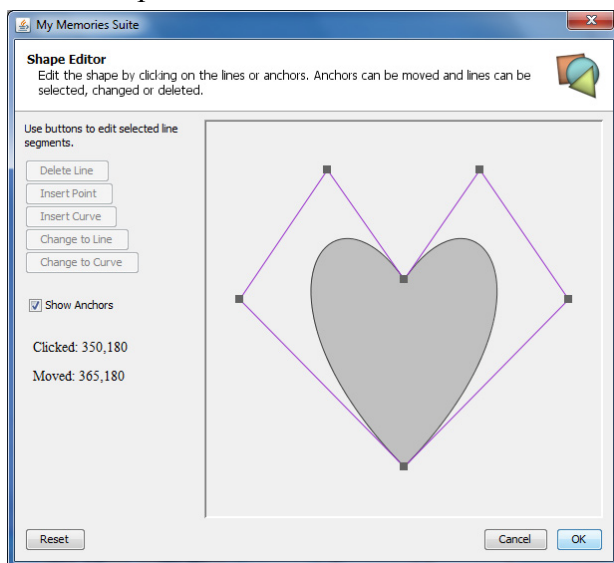 My Memories Suite
Shape Editor
Edit the shape by clicking on the lines or anchors. Anchors can be moved and lines can be
selected, changed or deleted.
Use buttons to edit selected line
segments.
Delete Line
Insert Point
Insert Curve
Change to Line
Change to Curve
Show Anchors
Clicked: 350,180
Moved: 365,180
Reset
Cancel
OK